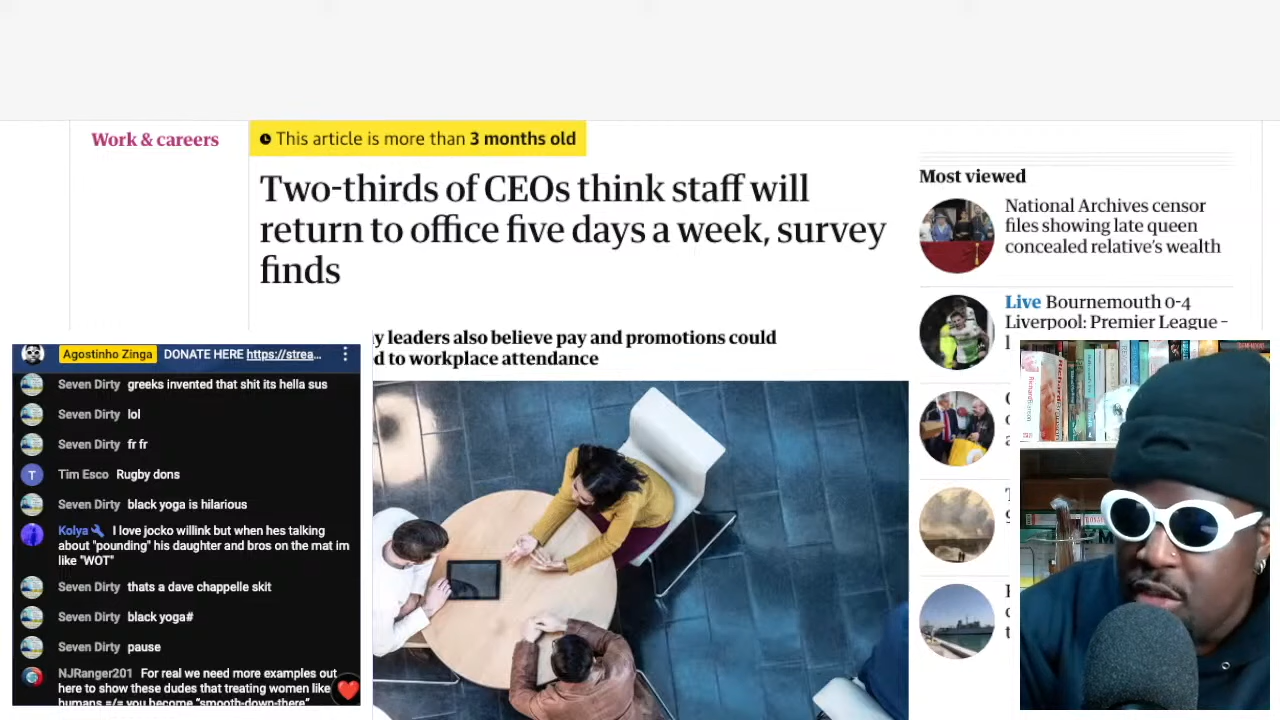 Work & careers
This article is more than 3 months old
Two-thirds of CEOs think staff will
return to office five days a week, survey
finds
y leaders also believe pay and promotions could
d to workplace attendance
Most viewed
National Archives censor
files showing late queen
concealed relative's wealth
Live Bournemouth 0-4
Liverpool: Premier League –
Agostinho Zinga DONATE HERE https://strea...
Seven Dirty greeks invented that shit its hella sus
Seven Dirty lol
Seven Dirty fr fr
T Tim Esco Rugby dons
Seven Dirty black yoga is hilarious
Kolya I love jocko willink but when hes talking
about "pounding" his daughter and bros on the mat im
like "WOT"
Seven Dirty thats a dave chappelle skit
Seven Dirty black yoga#
Seven Dirty pause
NJRanger201 For real we need more examples out
here to show these dudes that treating women like
humans =/= you become "smooth-down-there"